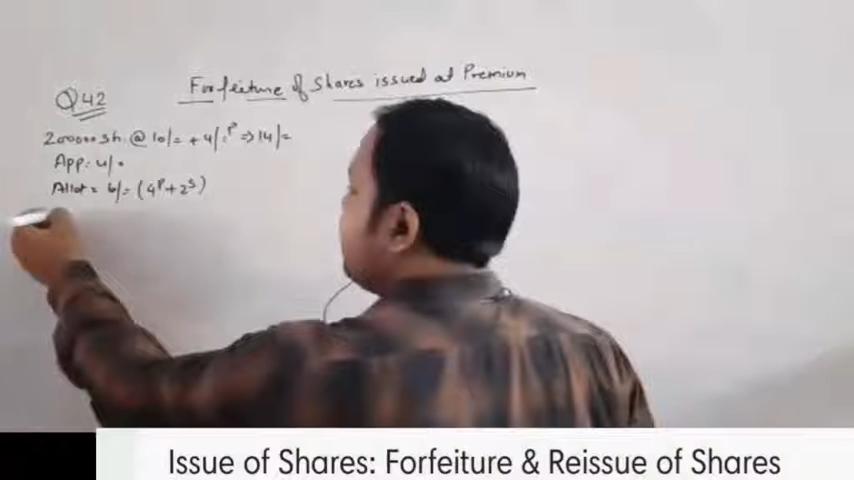 Forfeiture of Shares issued at Premium
Q 42
200000 sh. @ 10/= + 4/=P => 14/=
App = 4/=
Allot = 6/= (4P + 2S)
Issue of Shares: Forfeiture & Reissue of Shares